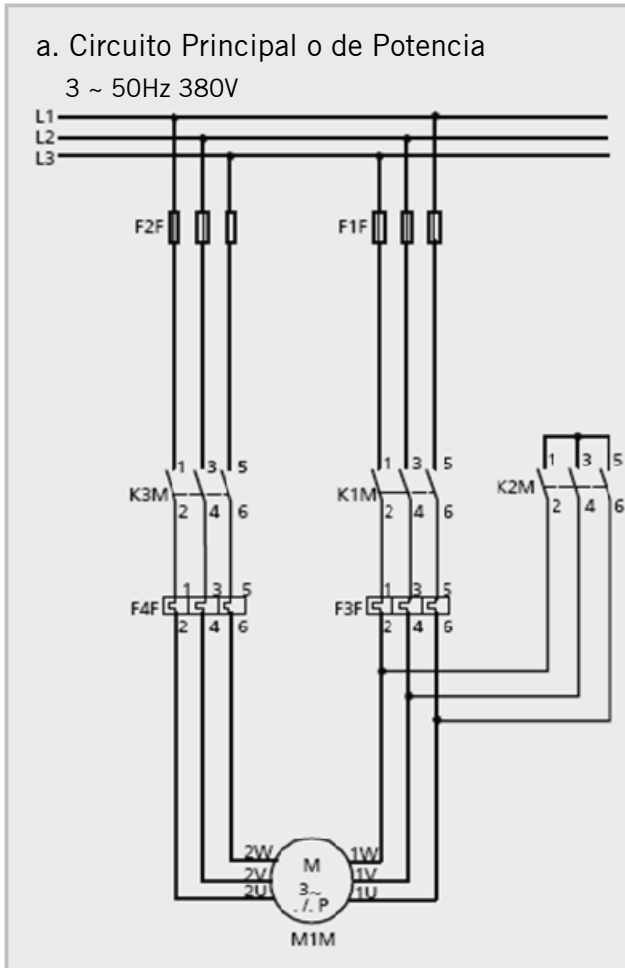 a. Circuito Principal o de Potencia
3 ~ 50Hz 380V
L1
L2
L3
F2F
F1F
1 3 5
K3M
2 4 6
1 3 5
K1M
2 4 6
1 3 5
K2M
2 4 6
1 3 5
F4F
2 4 6
1 3 5
F3F
2 4 6
2W
2V
2U
M
3~
./. P
1W
1V
1U
M1M